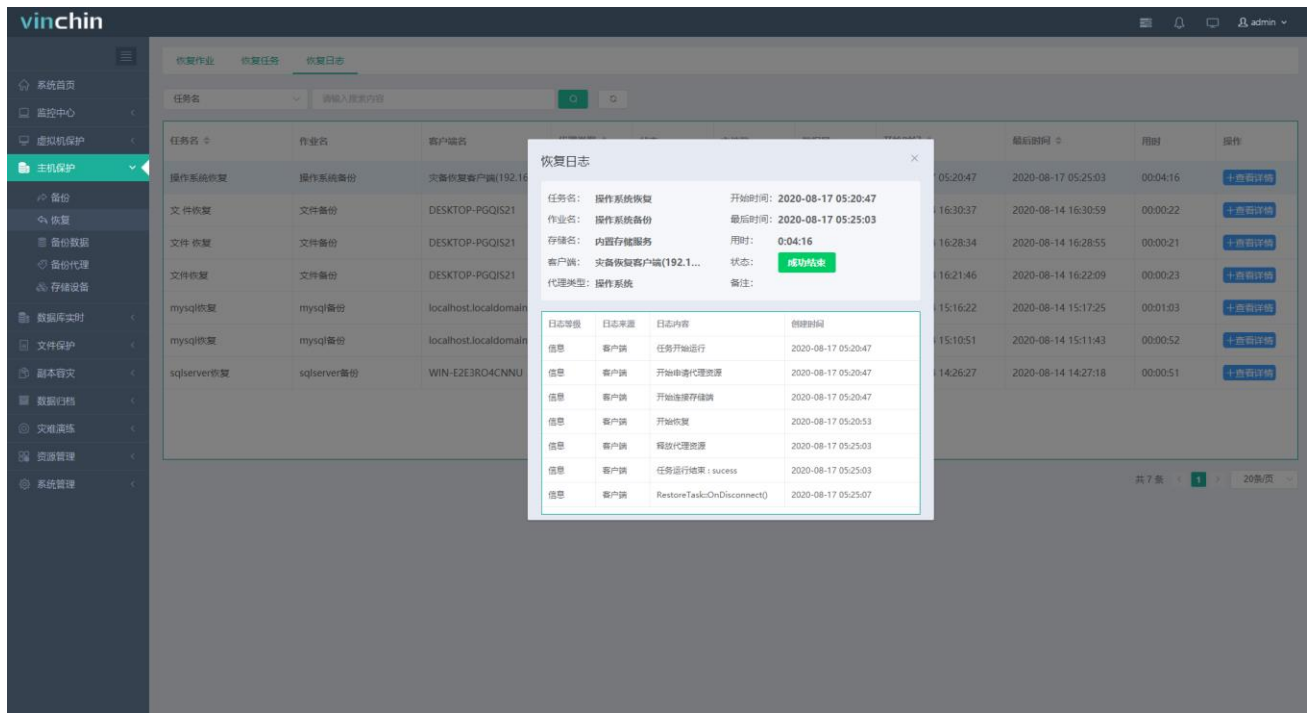 vinchin
admin
系统首页
监控中心
虚拟机保护
主机保护
备份
恢复
备份数据
备份代理
存储设备
数据库实时
文件保护
副本容灾
数据归档
灾难演练
资源管理
系统管理
恢复作业 恢复任务 恢复日志
任务名 请输入搜索内容
任务名 作业名 客户端名 最后时间 用时 操作
操作系统恢复 操作系统备份 灾备恢复客户端(192.16 05:20:47 2020-08-17 05:25:03 00:04:16 +查看详情
文件恢复 文件备份 DESKTOP-PGQIS21 16:30:37 2020-08-14 16:30:59 00:00:22 +查看详情
文件 恢复 文件备份 DESKTOP-PGQIS21 16:28:34 2020-08-14 16:28:55 00:00:21 +查看详情
文件恢复 文件备份 DESKTOP-PGQIS21 16:21:46 2020-08-14 16:22:09 00:00:23 +查看详情
mysql恢复 mysql备份 localhost.localdomain 15:16:22 2020-08-14 15:17:25 00:01:03 +查看详情
mysql恢复 mysql备份 localhost.localdomain 15:10:51 2020-08-14 15:11:43 00:00:52 +查看详情
sqlserver恢复 sqlserver备份 WIN-E2E3RO4CNNU 14:26:27 2020-08-14 14:27:18 00:00:51 +查看详情
共 7 条 1 20条/页
恢复日志
任务名： 操作系统恢复 开始时间： 2020-08-17 05:20:47
作业名： 操作系统备份 最后时间： 2020-08-17 05:25:03
存储名： 内置存储服务 用时： 0:04:16
客户端： 灾备恢复客户端(192.1... 状态： 成功结束
代理类型： 操作系统 备注：
日志等级 日志来源 日志内容 创建时间
信息 客户端 任务开始运行 2020-08-17 05:20:47
信息 客户端 开始申请代理资源 2020-08-17 05:20:47
信息 客户端 开始连接存储端 2020-08-17 05:20:47
信息 客户端 开始恢复 2020-08-17 05:20:53
信息 客户端 释放代理资源 2020-08-17 05:25:03
信息 客户端 任务运行结束 : sucess 2020-08-17 05:25:03
信息 客户端 RestoreTask::OnDisconnect() 2020-08-17 05:25:07